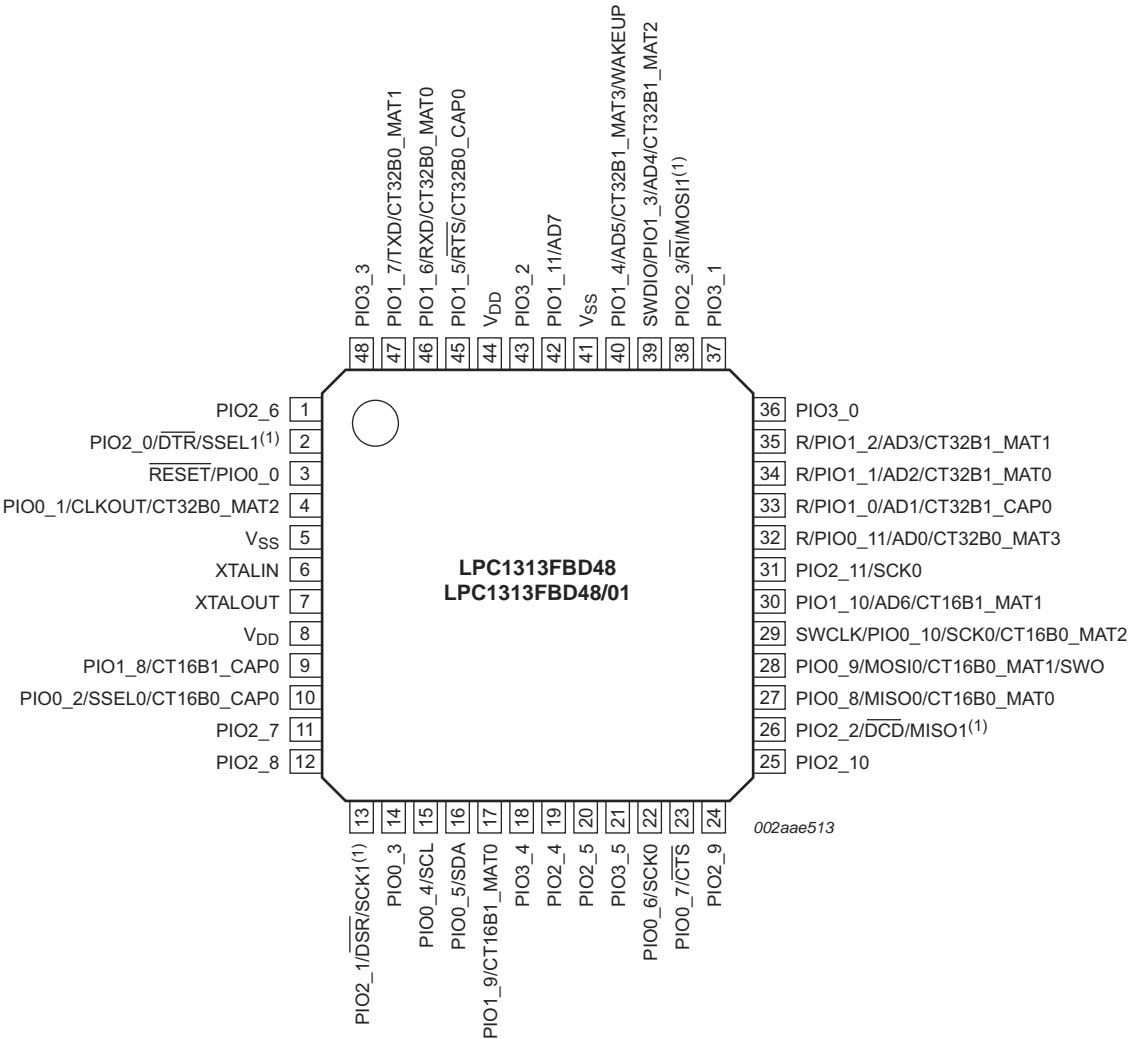 PIO3_3
PIO1_7/TXD/CT32B0_MAT1
PIO1_6/RXD/CT32B0_MAT0
PIO1_5/RTS/CT32B0_CAP0
VDD
PIO3_2
PIO1_11/AD7
VSS
PIO1_4/AD5/CT32B1_MAT3/WAKEUP
SWDIO/PIO1_3/AD4/CT32B1_MAT2
PIO2_3/RI/MOSI1(1)
PIO3_1
48
47
46
45
44
43
42
41
40
39
38
37
PIO2_6 1
PIO2_0/DTR/SSEL1(1) 2
RESET/PIO0_0 3
PIO0_1/CLKOUT/CT32B0_MAT2 4
VSS 5
XTALIN 6
XTALOUT 7
VDD 8
PIO1_8/CT16B1_CAP0 9
PIO0_2/SSEL0/CT16B0_CAP0 10
PIO2_7 11
PIO2_8 12
LPC1313FBD48
LPC1313FBD48/01
36 PIO3_0
35 R/PIO1_2/AD3/CT32B1_MAT1
34 R/PIO1_1/AD2/CT32B1_MAT0
33 R/PIO1_0/AD1/CT32B1_CAP0
32 R/PIO0_11/AD0/CT32B0_MAT3
31 PIO2_11/SCK0
30 PIO1_10/AD6/CT16B1_MAT1
29 SWCLK/PIO0_10/SCK0/CT16B0_MAT2
28 PIO0_9/MOSI0/CT16B0_MAT1/SWO
27 PIO0_8/MISO0/CT16B0_MAT0
26 PIO2_2/DCD/MISO1(1)
25 PIO2_10
13
14
15
16
17
18
19
20
21
22
23
24
PIO2_1/DSR/SCK1(1)
PIO0_3
PIO0_4/SCL
PIO0_5/SDA
PIO1_9/CT16B1_MAT0
PIO3_4
PIO2_4
PIO2_5
PIO3_5
PIO0_6/SCK0
PIO0_7/CTS
PIO2_9
002aae513